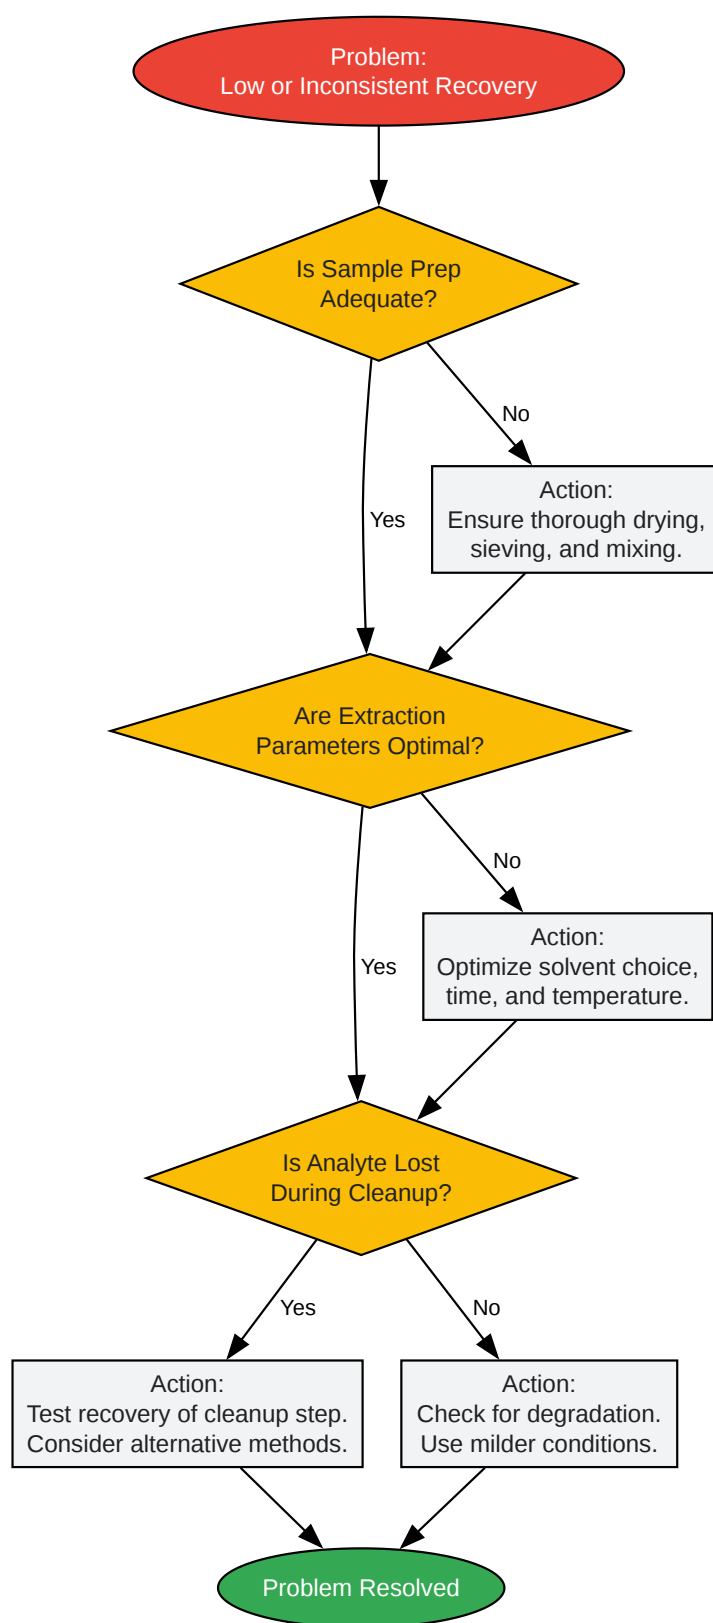 Problem:
Low or Inconsistent Recovery
Is Sample Prep
Adequate?
No
Action:
Ensure thorough drying,
sieving, and mixing.
Yes
Are Extraction
Parameters Optimal?
No
Action:
Optimize solvent choice,
time, and temperature.
Yes
Is Analyte Lost
During Cleanup?
Yes
No
Action:
Test recovery of cleanup step.
Consider alternative methods.
Action:
Check for degradation.
Use milder conditions.
Problem Resolved